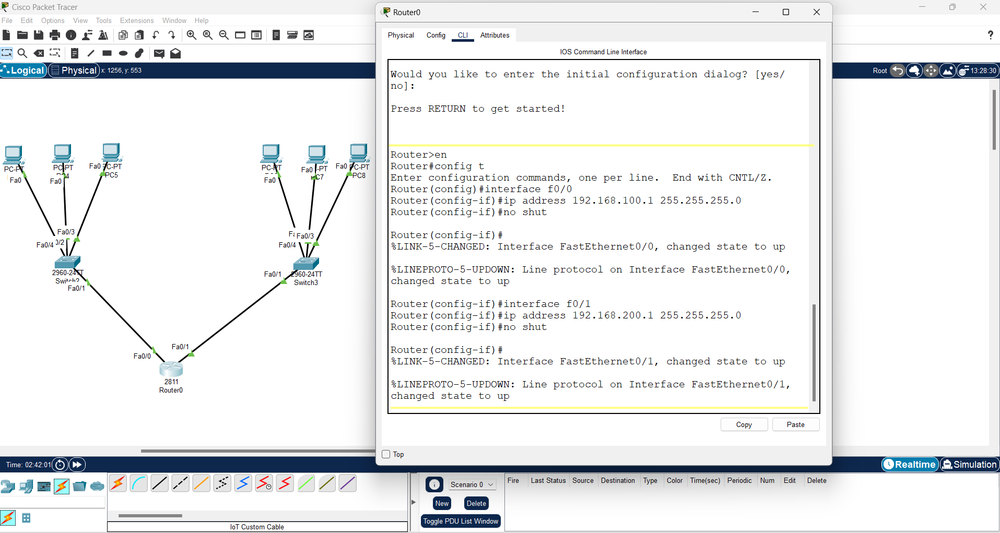 Cisco Packet Tracer
File Edit Options View Tools Extensions Window Help
Logical Physical x: 1256, y: 553
Root 13:28:30
PC-PT
Fa0
PC-PT
Fa0
Fa0
PC5
PC-PT
Fa0
Fa0
Fa0 PC-PT
PC8
Fa0/3
Fa0/4
Fa0/3
Fa0/4
2960-24TT
Switch2
Fa0/1
Fa0/1
2960-24TT
Switch3
Fa0/1
Fa0/0
2811
Router0
Router0
Physical Config CLI Attributes
IOS Command Line Interface
Would you like to enter the initial configuration dialog? [yes/
no]:
Press RETURN to get started!
Router>en
Router#config t
Enter configuration commands, one per line.  End with CNTL/Z.
Router(config)#interface f0/0
Router(config-if)#ip address 192.168.100.1 255.255.255.0
Router(config-if)#no shut
Router(config-if)#
%LINK-5-CHANGED: Interface FastEthernet0/0, changed state to up
%LINEPROTO-5-UPDOWN: Line protocol on Interface FastEthernet0/0,
changed state to up
Router(config-if)#interface f0/1
Router(config-if)#ip address 192.168.200.1 255.255.255.0
Router(config-if)#no shut
Router(config-if)#
%LINK-5-CHANGED: Interface FastEthernet0/1, changed state to up
%LINEPROTO-5-UPDOWN: Line protocol on Interface FastEthernet0/1,
changed state to up
Copy Paste
Top
Time: 02:42:01
Realtime Simulation
IoT Custom Cable
Scenario 0
New Delete
Toggle PDU List Window
Fire Last Status Source Destination Type Color Time(sec) Periodic Num Edit Delete